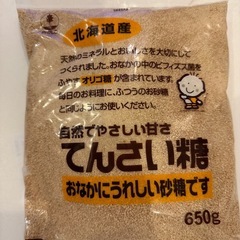 北海道産
天然のミネラルとおいしさを大切にして
つくられました。おなかの中のビフィズス菌を
ふやす オリゴ糖 が含まれています。
毎日のお料理に、ふつうのお砂糖
と同じようにお使いください。
自然でやさしい甘さ
てんさい糖
おなかにうれしい砂糖です
650g